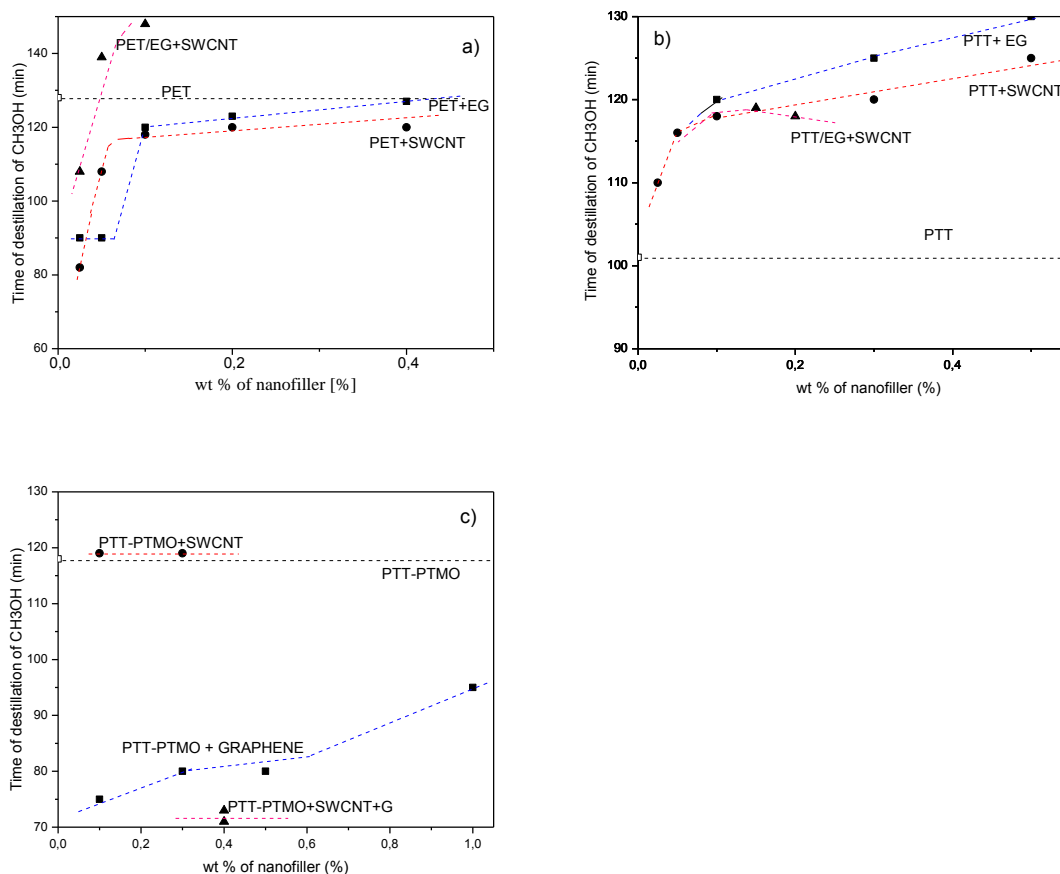 a)
PET/EG+SWCNT
PET
PET+EG
PET+SWCNT
Time of destillation of CH3OH (min)
140
120
100
80
60
0,0 0,2 0,4
wt % of nanofiller [%]
b)
PTT+ EG
PTT+SWCNT
PTT/EG+SWCNT
PTT
Time of destillation of CH3OH (min)
130
120
110
100
90
0,0 0,2 0,4
wt % of nanofiller (%)
c)
PTT-PTMO+SWCNT
PTT-PTMO
PTT-PTMO + GRAPHENE
PTT-PTMO+SWCNT+G
Time of destillation of CH3OH (min)
130
120
110
100
90
80
70
0,0 0,2 0,4 0,6 0,8 1,0
wt % of nanofiller (%)